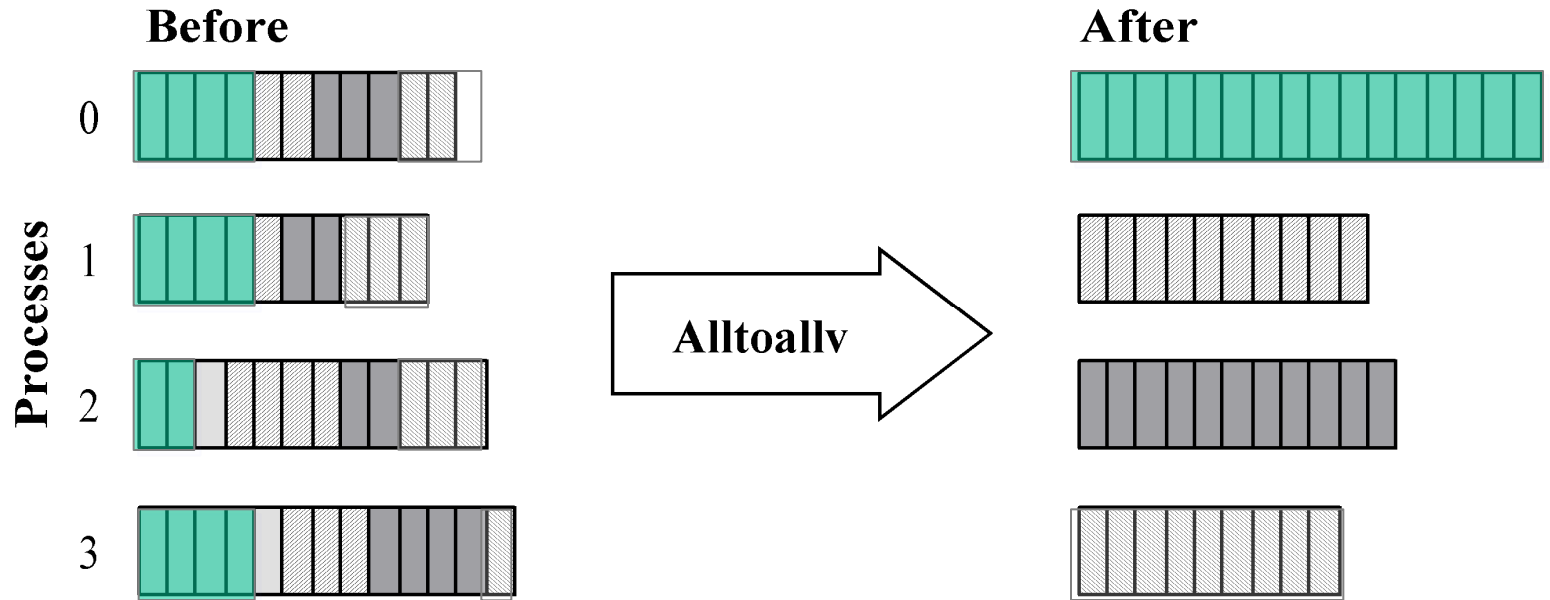 Before
After
Processes
0
1
2
3
Alltoallv